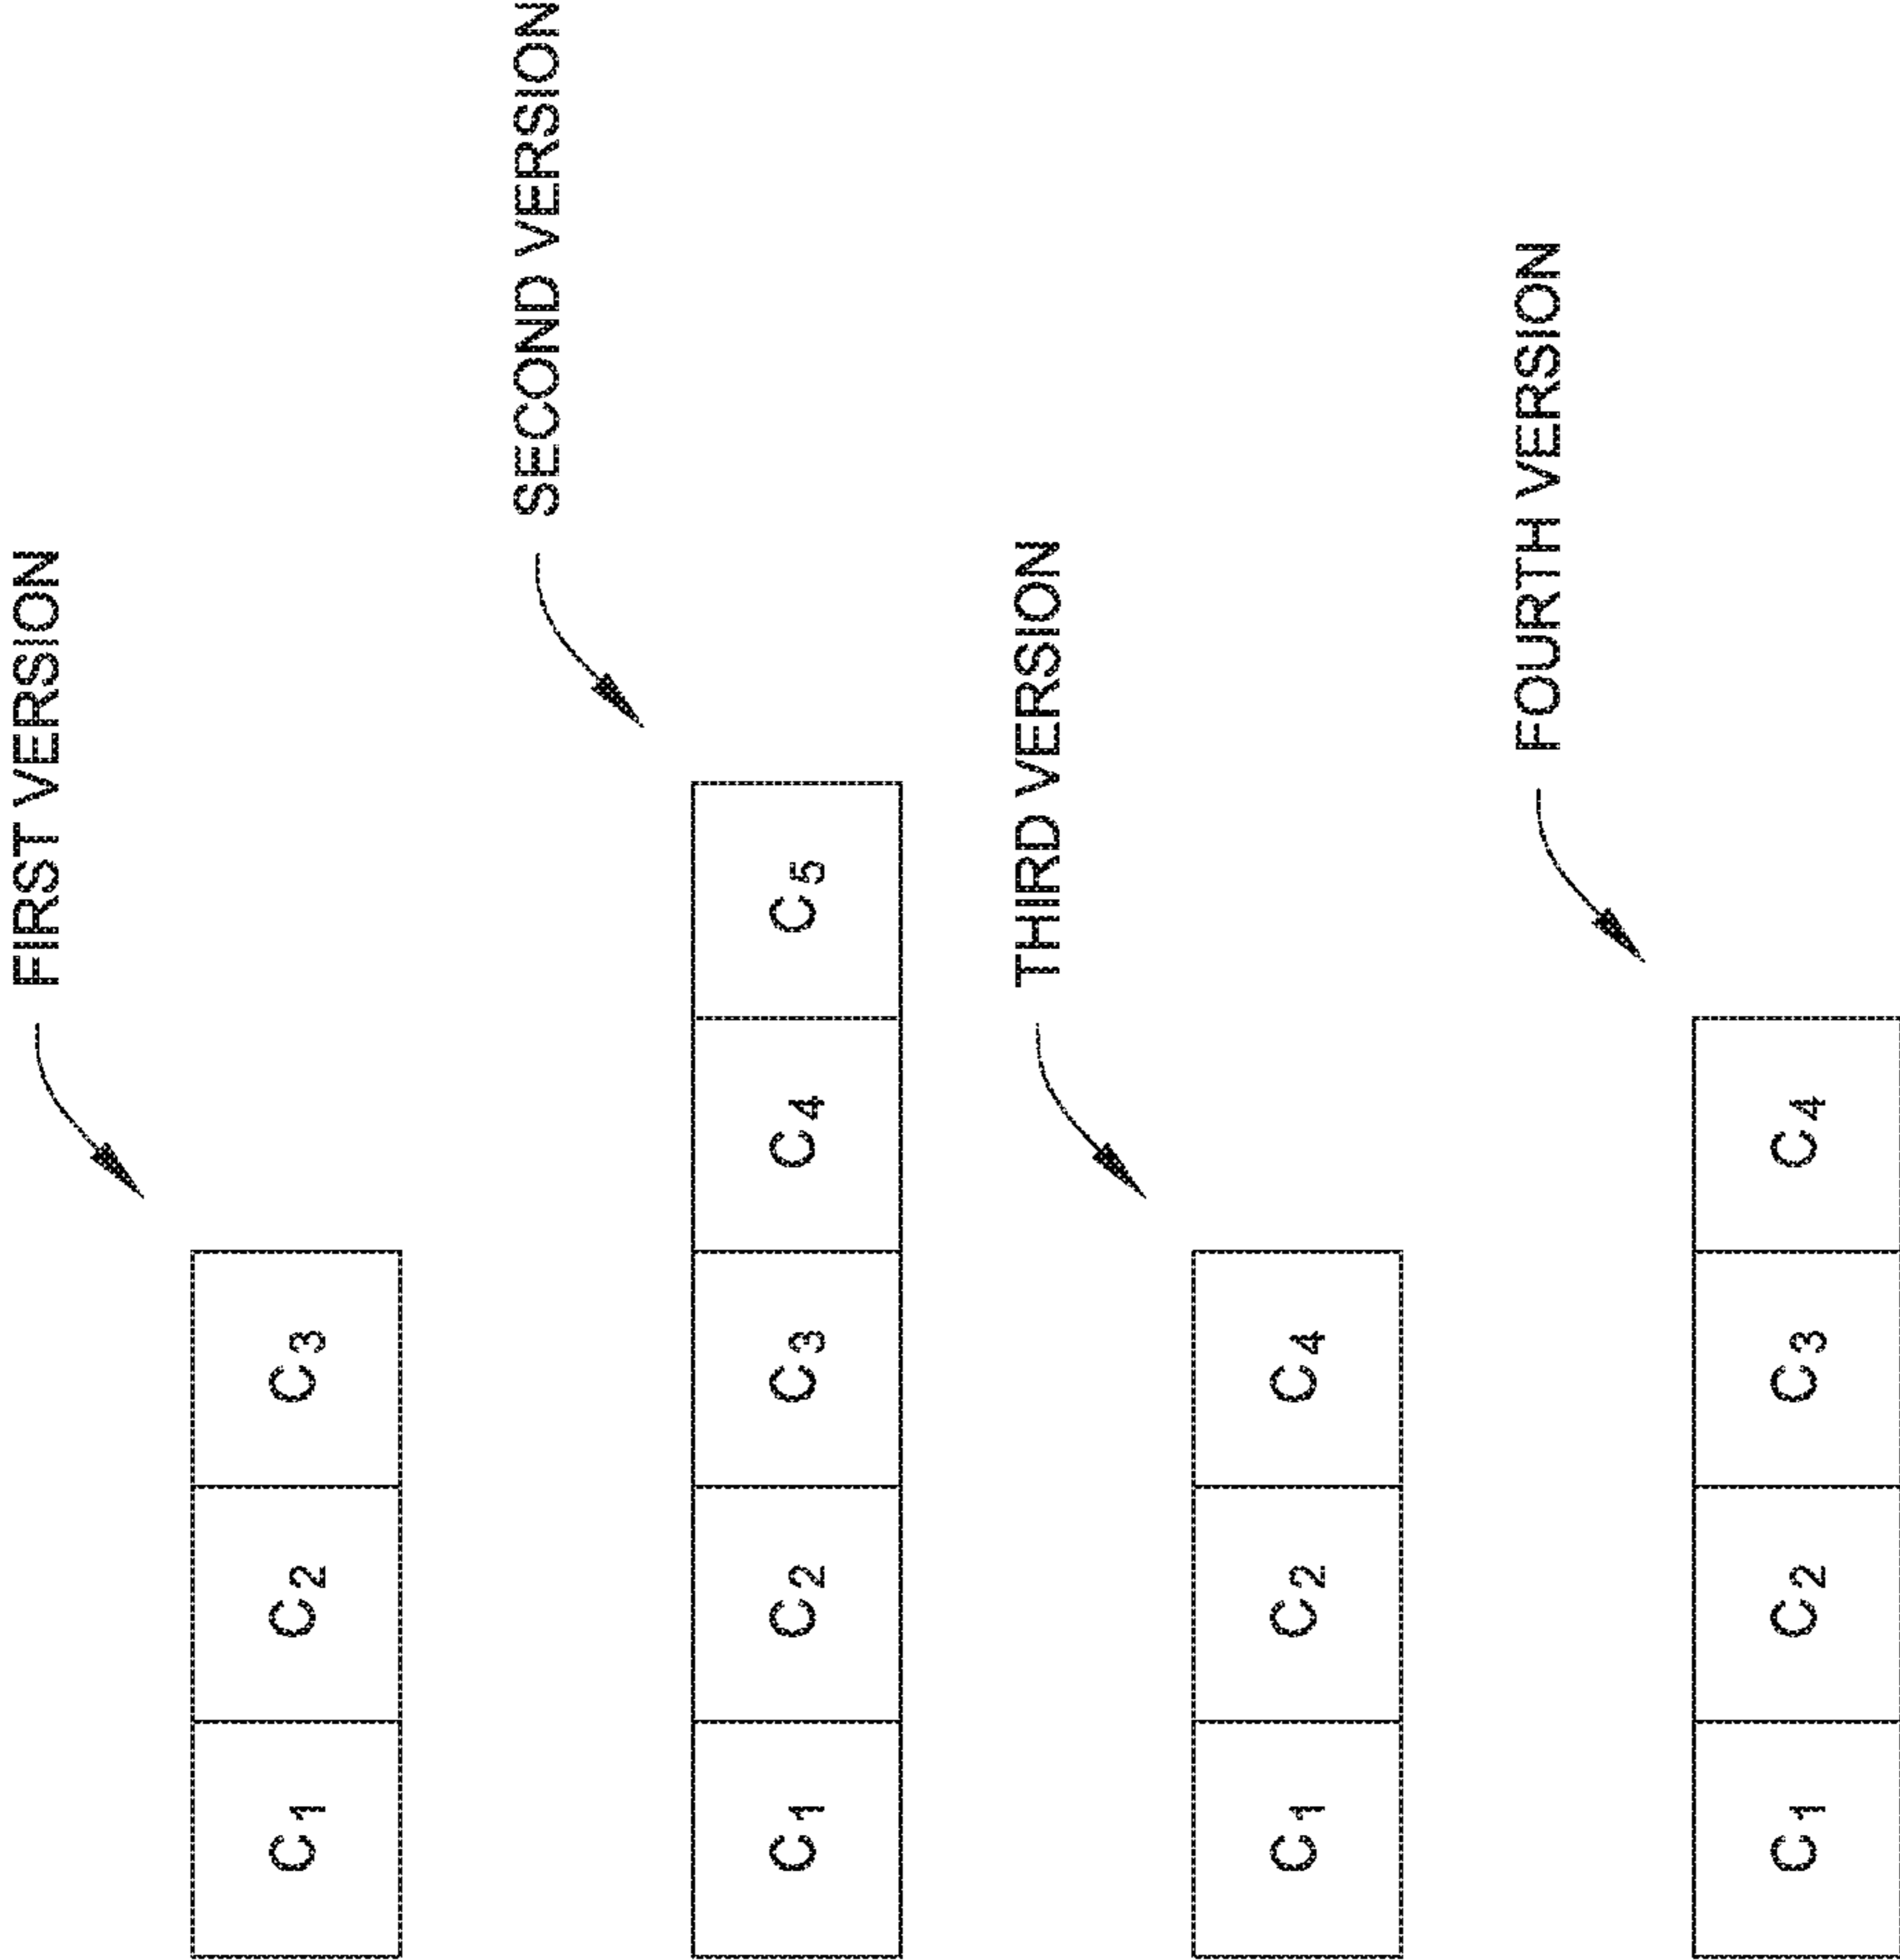 FIRST VERSION
C1 C2 C3
SECOND VERSION
C1 C2 C3 C4 C5
THIRD VERSION
C1 C2 C4
FOURTH VERSION
C1 C2 C3 C4